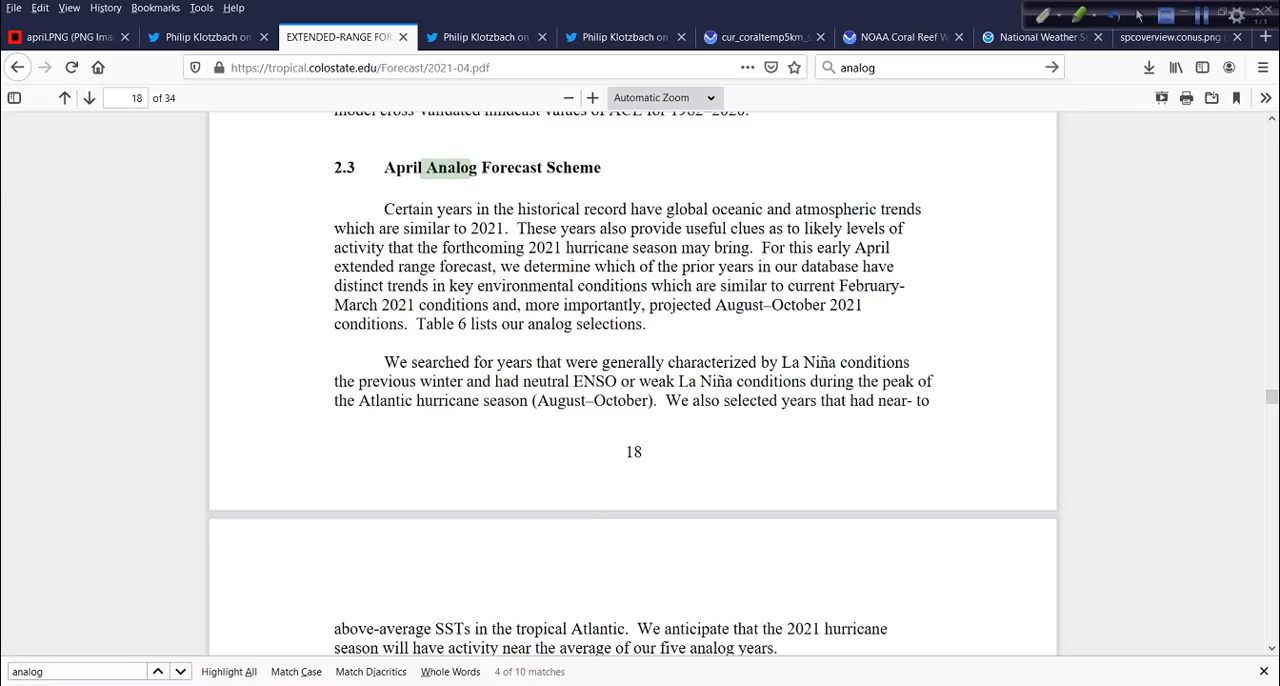 File Edit View History Bookmarks Tools Help
april.PNG (PNG Ima
Philip Klotzbach on
EXTENDED-RANGE FOR
Philip Klotzbach on
Philip Klotzbach on
cur_coraltemp5km_
NOAA Coral Reef W
National Weather S
spcoverview.conus.png (
1/1
https://tropical.colostate.edu/Forecast/2021-04.pdf
analog
18 of 34
Automatic Zoom
2.3 April Analog Forecast Scheme
Certain years in the historical record have global oceanic and atmospheric trends
which are similar to 2021. These years also provide useful clues as to likely levels of
activity that the forthcoming 2021 hurricane season may bring. For this early April
extended range forecast, we determine which of the prior years in our database have
distinct trends in key environmental conditions which are similar to current February-
March 2021 conditions and, more importantly, projected August–October 2021
conditions. Table 6 lists our analog selections.
We searched for years that were generally characterized by La Niña conditions
the previous winter and had neutral ENSO or weak La Niña conditions during the peak of
the Atlantic hurricane season (August–October). We also selected years that had near- to
18
above-average SSTs in the tropical Atlantic. We anticipate that the 2021 hurricane
season will have activity near the average of our five analog years.
analog
Highlight All Match Case Match Diacritics Whole Words 4 of 10 matches